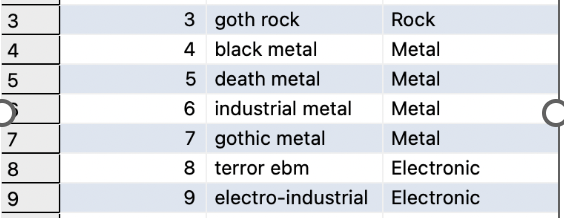 3 3 goth rock Rock
4 4 black metal Metal
5 5 death metal Metal
6 6 industrial metal Metal
7 7 gothic metal Metal
8 8 terror ebm Electronic
9 9 electro-industrial Electronic